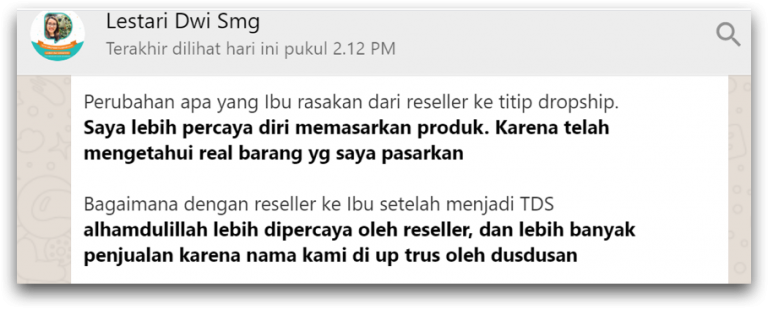 Lestari Dwi Smg
Terakhir dilihat hari ini pukul 2.12 PM
Perubahan apa yang Ibu rasakan dari reseller ke titip dropship.
Saya lebih percaya diri memasarkan produk. Karena telah
mengetahui real barang yg saya pasarkan
Bagaimana dengan reseller ke Ibu setelah menjadi TDS
alhamdulillah lebih dipercaya oleh reseller, dan lebih banyak
penjualan karena nama kami di up trus oleh dusdusan